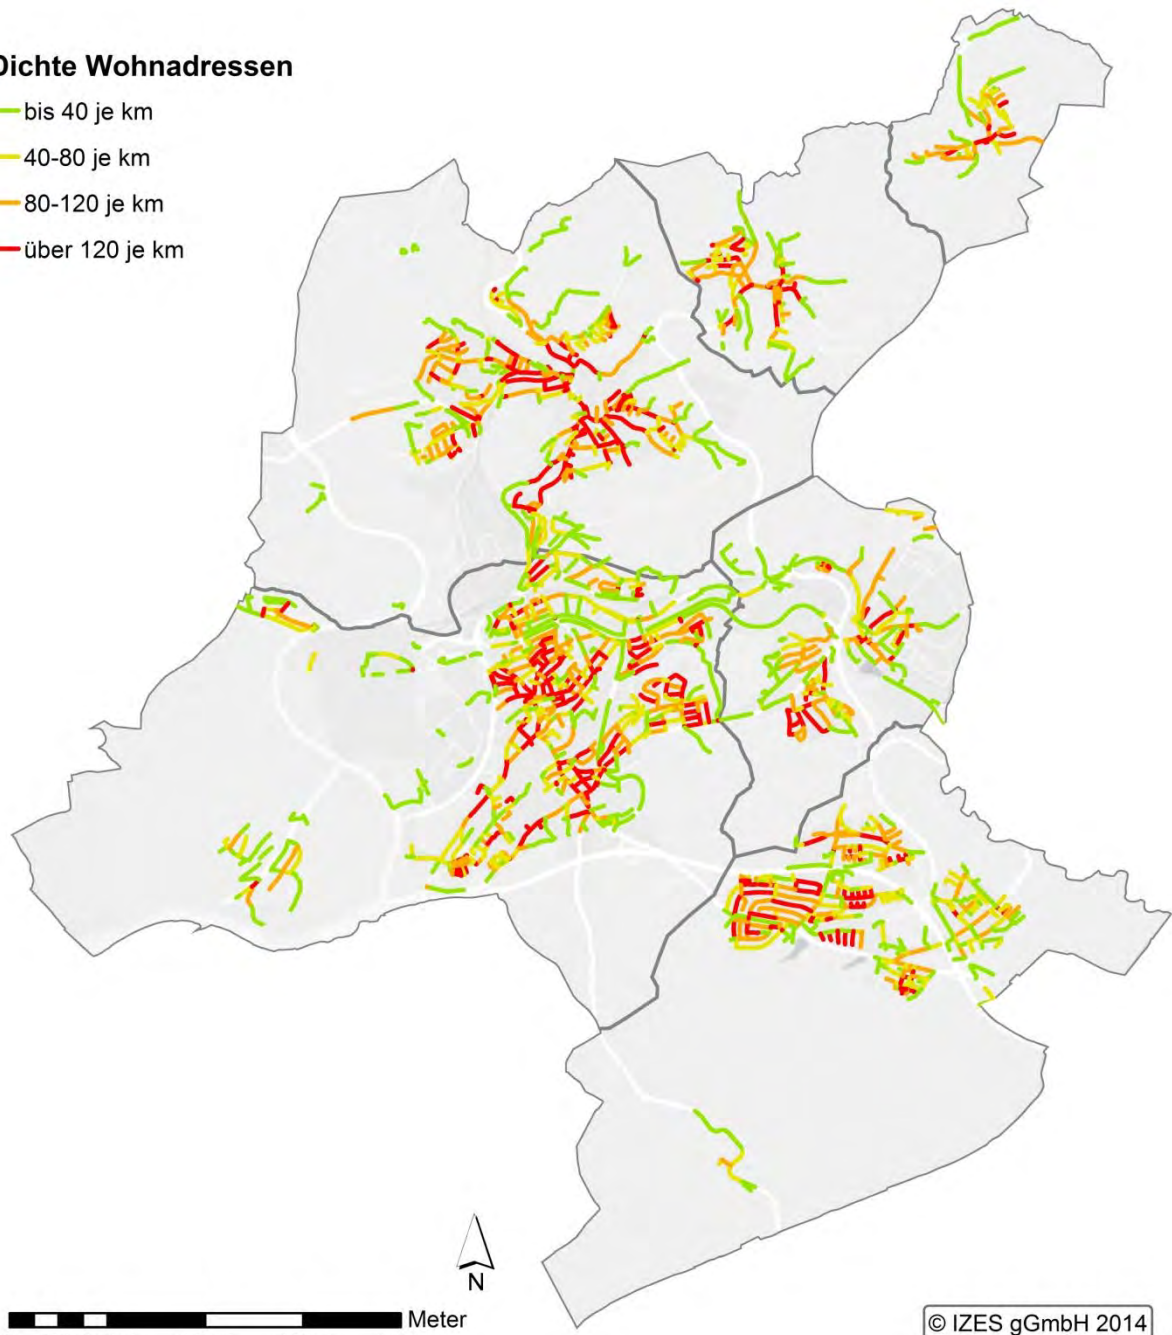 Dichte Wohnadressen
bis 40 je km
40-80 je km
80-120 je km
über 120 je km
N
Meter
© IZES gGmbH 2014